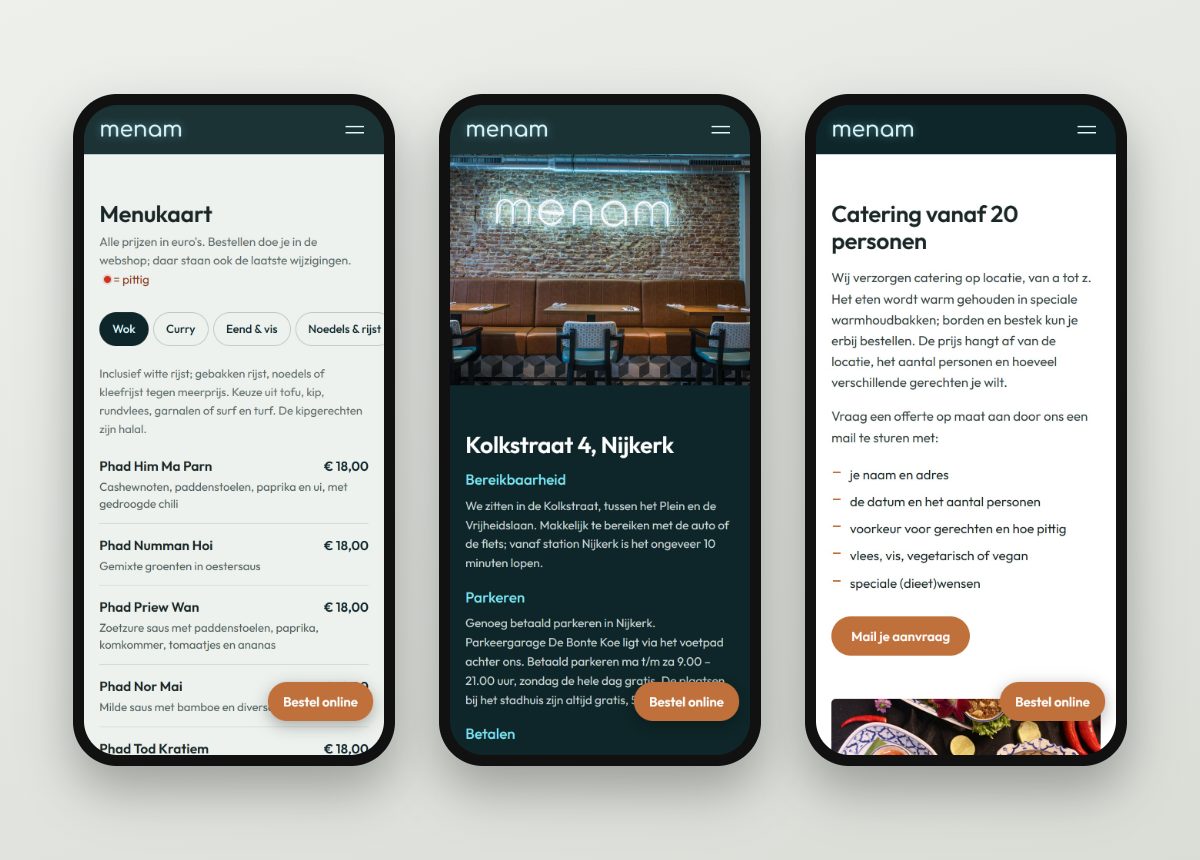 menam
Menukaart
Alle prijzen in euro's. Bestellen doe je in de
webshop; daar staan ook de laatste wijzigingen.
= pittig
Wok
Curry
Eend & vis
Noedels & rijst
Inclusief witte rijst; gebakken rijst, noedels of
kleefrijst tegen meerprijs. Keuze uit tofu, kip,
rundvlees, garnalen of surf en turf. De kipgerechten
zijn halal.
Phad Him Ma Parn € 18,00
Cashewnoten, paddenstoelen, paprika en ui, met
gedroogde chili
Phad Numman Hoi € 18,00
Gemixte groenten in oestersaus
Phad Priew Wan € 18,00
Zoetzure saus met paddenstoelen, paprika,
komkommer, tomaatjes en ananas
Phad Nor Mai
Milde saus met bamboe en
Bestel online
Phad Tod Kratiem € 18,00
menam
menam
Kolkstraat 4, Nijkerk
Bereikbaarheid
We zitten in de Kolkstraat, tussen het Plein en de
Vrijheidslaan. Makkelijk te bereiken met de auto of
de fiets; vanaf station Nijkerk is het ongeveer 10
minuten lopen.
Parkeren
Genoeg betaald parkeren in Nijkerk.
Parkeergarage De Bonte Koe ligt via het voetpad
achter ons. Betaald parkeren ma t/m za 9.00 –
21.00 uur, zondag de hele dag gratis. De plaatsen
bij het stadhuis zijn altijd gratis,
Bestel online
Betalen
menam
Catering vanaf 20
personen
Wij verzorgen catering op locatie, van a tot z.
Het eten wordt warm gehouden in speciale
warmhoudbakken; borden en bestek kun je
erbij bestellen. De prijs hangt af van de
locatie, het aantal personen en hoeveel
verschillende gerechten je wilt.
Vraag een offerte op maat aan door ons een
mail te sturen met:
je naam en adres
de datum en het aantal personen
voorkeur voor gerechten en hoe pittig
vlees, vis, vegetarisch of vegan
speciale (dieet)wensen
Mail je aanvraag
Bestel online